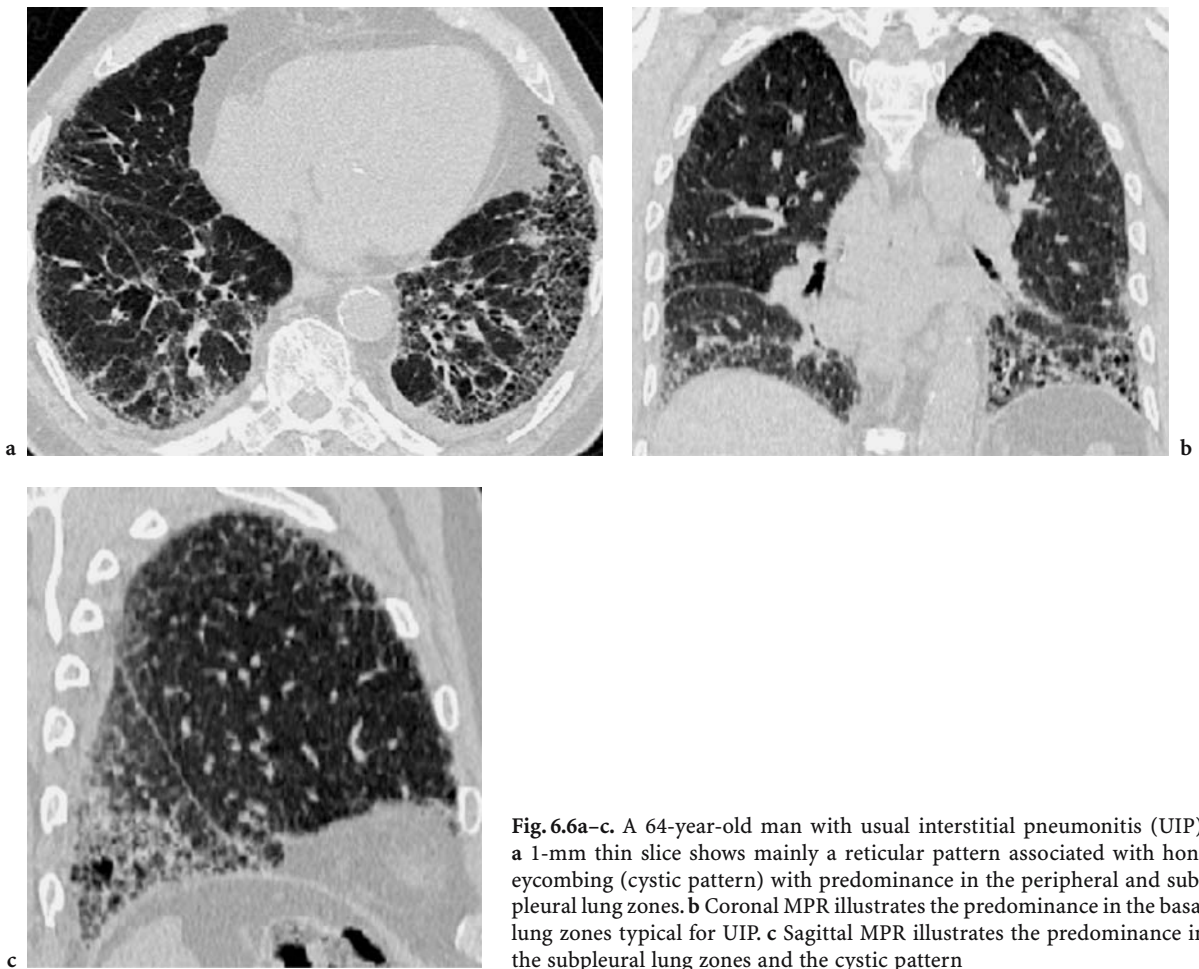 a
b
c
Fig. 6.6a–c. A 64-year-old man with usual interstitial pneumonitis (UIP)
a 1-mm thin slice shows mainly a reticular pattern associated with hon
eycombing (cystic pattern) with predominance in the peripheral and sub
pleural lung zones. b Coronal MPR illustrates the predominance in the basa
lung zones typical for UIP. c Sagittal MPR illustrates the predominance in
the subpleural lung zones and the cystic pattern